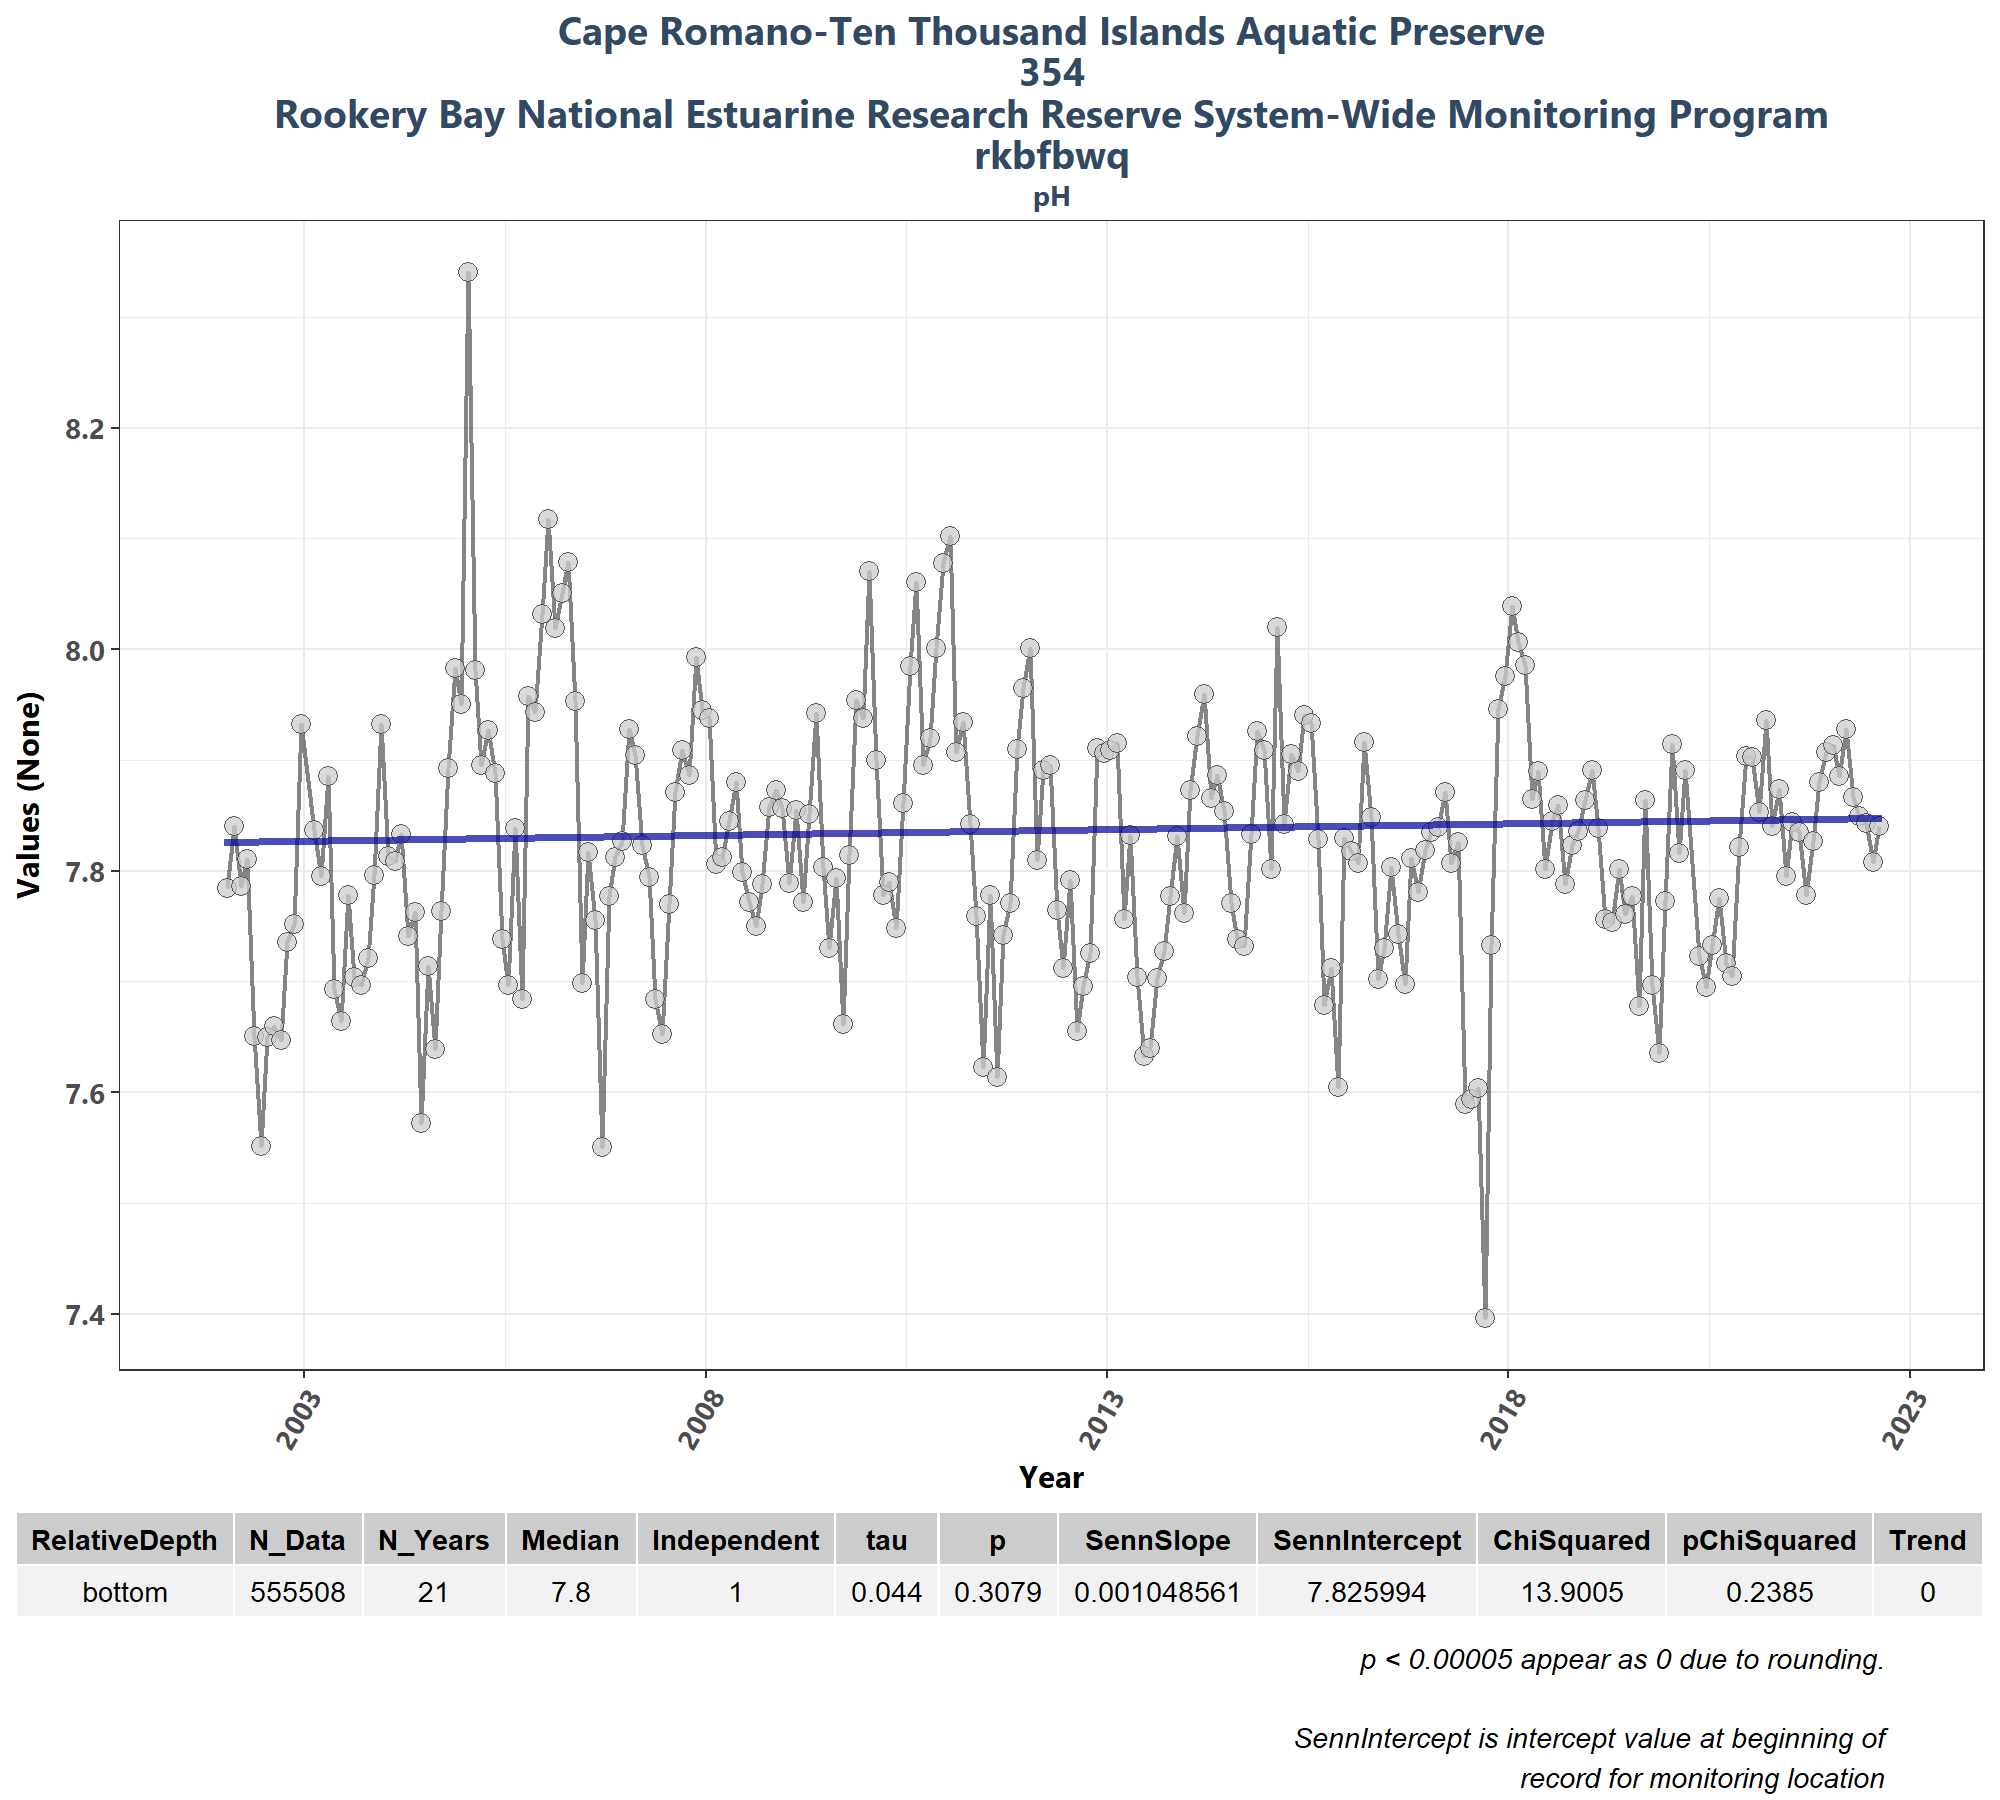 Cape Romano-Ten Thousand Islands Aquatic Preserve
354
Rookery Bay National Estuarine Research Reserve System-Wide Monitoring Program
rkbfbwq
pH
Values (None)
8.2
8.0
7.8
7.6
7.4
2003 2008 2013 2018 2023
Year
RelativeDepth N_Data N_Years Median Independent tau p SennSlope SennIntercept ChiSquared pChiSquared Trend
bottom 555508 21 7.8 1 0.044 0.3079 0.001048561 7.825994 13.9005 0.2385 0
p < 0.00005 appear as 0 due to rounding.
SennIntercept is intercept value at beginning of
record for monitoring location